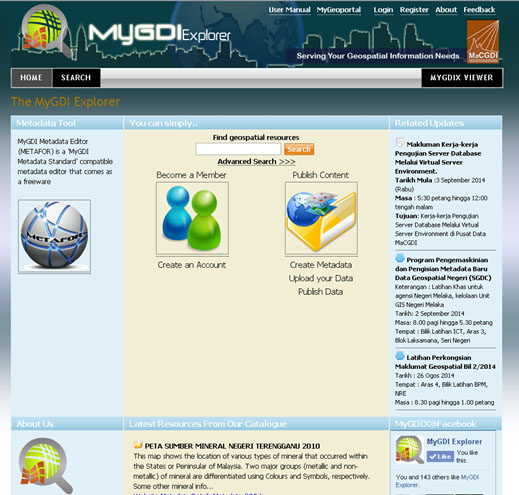 User Manual MyGeoportal Login Register About Feedback
MyGDI Explorer
Serving Your Geospatial Information Needs
MaCGDI
HOME SEARCH MYGDIX VIEWER
The MyGDI Explorer
Metadata Tool
MyGDI Metadata Editor
(METAFOR) is a 'MyGDI
Metadata Standard' compatible
metadata editor that comes as
a freeware
METAFOR
You can simply..
Find geospatial resources
Search
Advanced Search >>>
Become a Member
Create an Account
Publish Content
Create Metadata
Upload your Data
Publish Data
Related Updates
Makluman Kerja-kerja
Pengujian Server Database
Melalui Virtual Server
Environment.
Tarikh Mula :3 September 2014
(Rabu)
Masa : 5:30 petang hingga 12:00
tengah malam
Tujuan: Kerja-kerja Pengujian
Server Database Melalui Virtual
Server Environment di Pusat Data
MaCGDI
Program Pengemaskinian
dan Pengisian Metadata Baru
Data Geospatial Negeri (SGDC)
Keterangan : Latihan Khas untuk
agensi Negeri Melaka, kelolaan Unit
GIS Negeri Melaka
Tarikh: 2 September 2014
Masa: 8.00 pagi hingga 5.30 petang
Tempat : Bilik Latihan ICT, Aras 3,
Blok Laksamana, Seri Negeri
Latihan Perkongsian
Maklumat Geospatial Bil 2/2014
Tarikh : 26 Ogos 2014
Tempat : Aras 4, Bilik Latihan BPM,
NRE
Masa : 8.30 pagi hingga 1.00 petang
About Us
Latest Resources From Our Catalogue
PETA SUMBER MINERAL NEGERI TERENGGANU 2010
This map shows the location of various types of mineral that occurred within
the States or Peninsular of Malaysia. Two major groups (metallic and non-
metallic) of mineral are differentiated using Colours and Symbols, respectively.
Some other mineral info...
MyGDIX@Facebook
MyGDI Explorer
Like You like
this.
You and 143 others like MyGDI
Explorer.